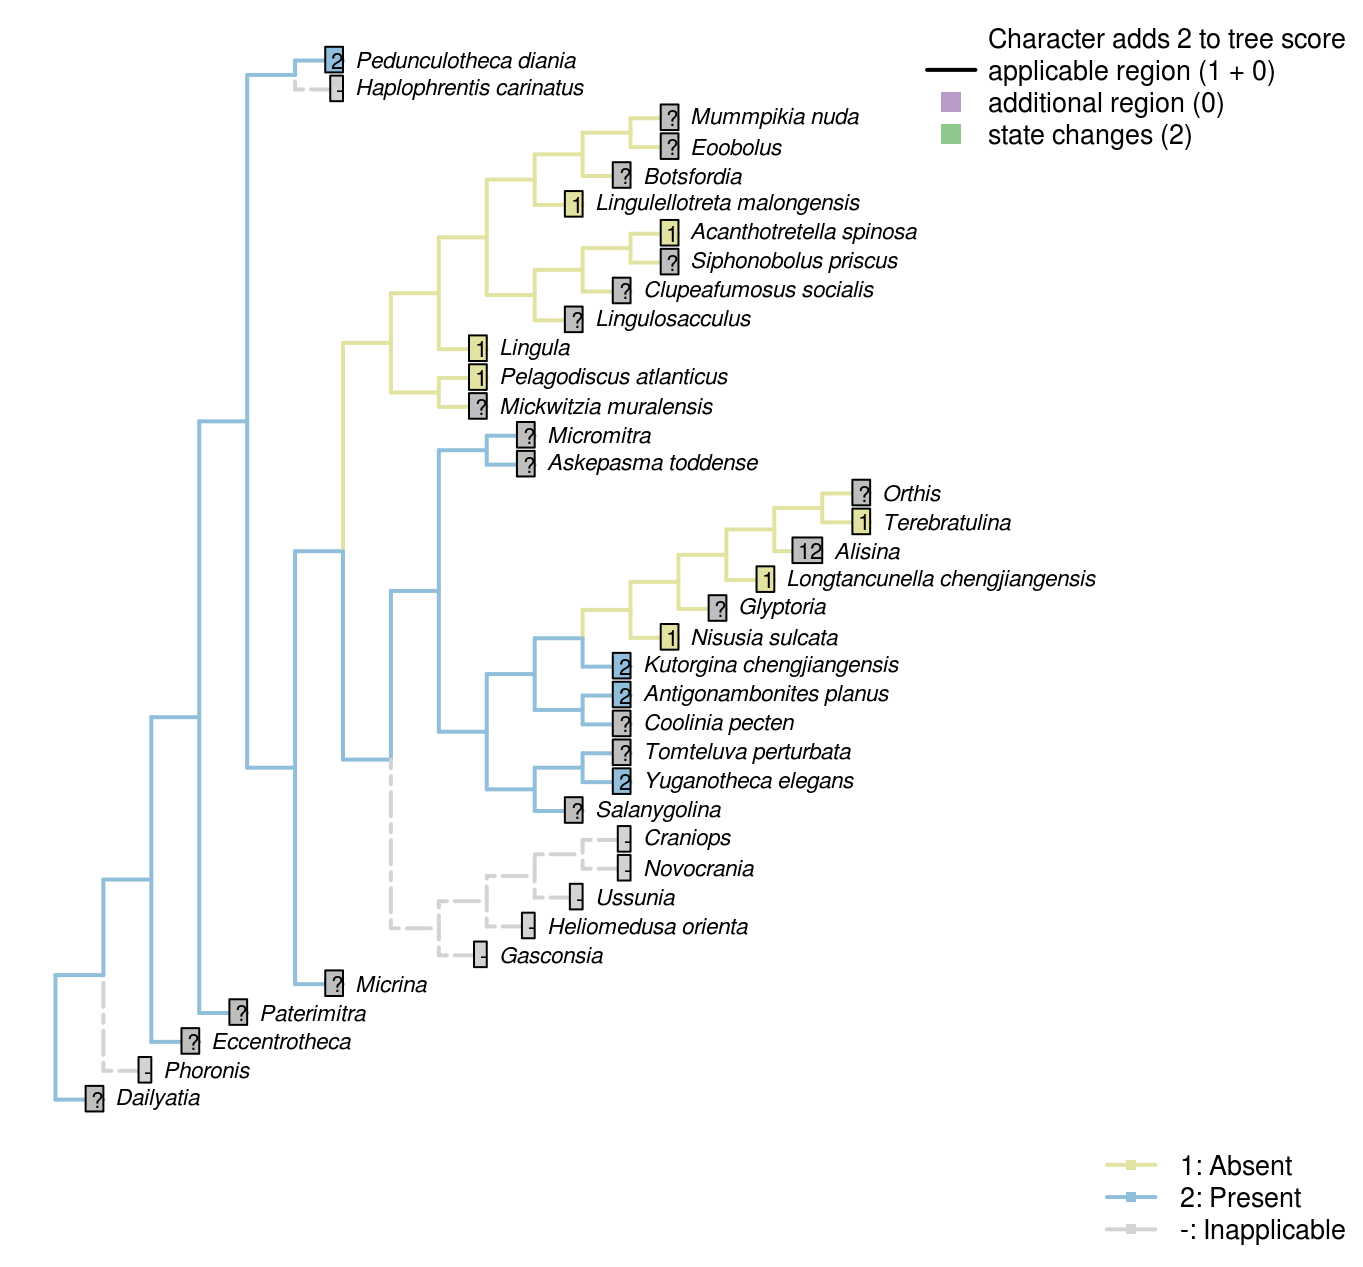 Character adds 2 to tree score
applicable region (1 + 0)
additional region (0)
state changes (2)
2 Pedunculotheca diania
- Haplophrentis carinatus
? Mummpikia nuda
? Eoobolus
? Botsfordia
1 Lingulellotreta malongensis
1 Acanthotretella spinosa
? Siphonobolus priscus
? Clupeafumosus socialis
? Lingulosacculus
1 Lingula
1 Pelagodiscus atlanticus
? Mickwitzia muralensis
? Micromitra
? Askepasma toddense
? Orthis
1 Terebratulina
12 Alisina
1 Longtancunella chengjiangensis
? Glyptoria
1 Nisusia sulcata
2 Kutorgina chengjiangensis
2 Antigonambonites planus
? Coolinia pecten
? Tomteluva perturbata
2 Yuganotheca elegans
? Salanygolina
- Craniops
- Novocrania
- Ussunia
- Heliomedusa orienta
- Gasconsia
? Micrina
? Paterimitra
? Eccentrotheca
- Phoronis
? Dailyatia
1: Absent
2: Present
-: Inapplicable